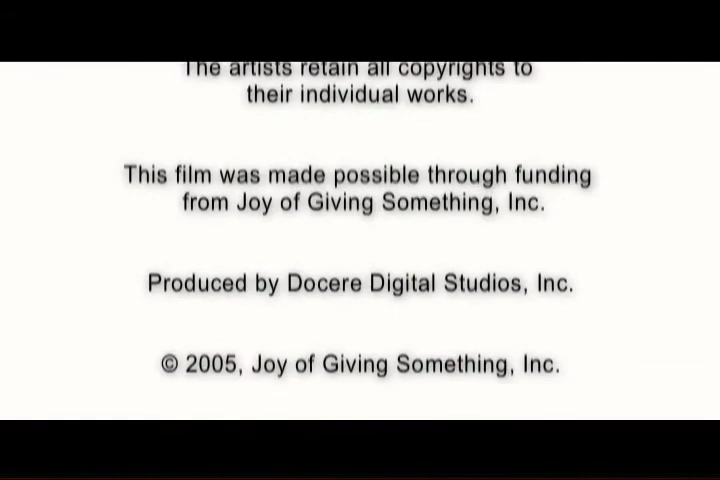 The artists retain all copyrights to
their individual works.
This film was made possible through funding
from Joy of Giving Something, Inc.
Produced by Docere Digital Studios, Inc.
© 2005, Joy of Giving Something, Inc.